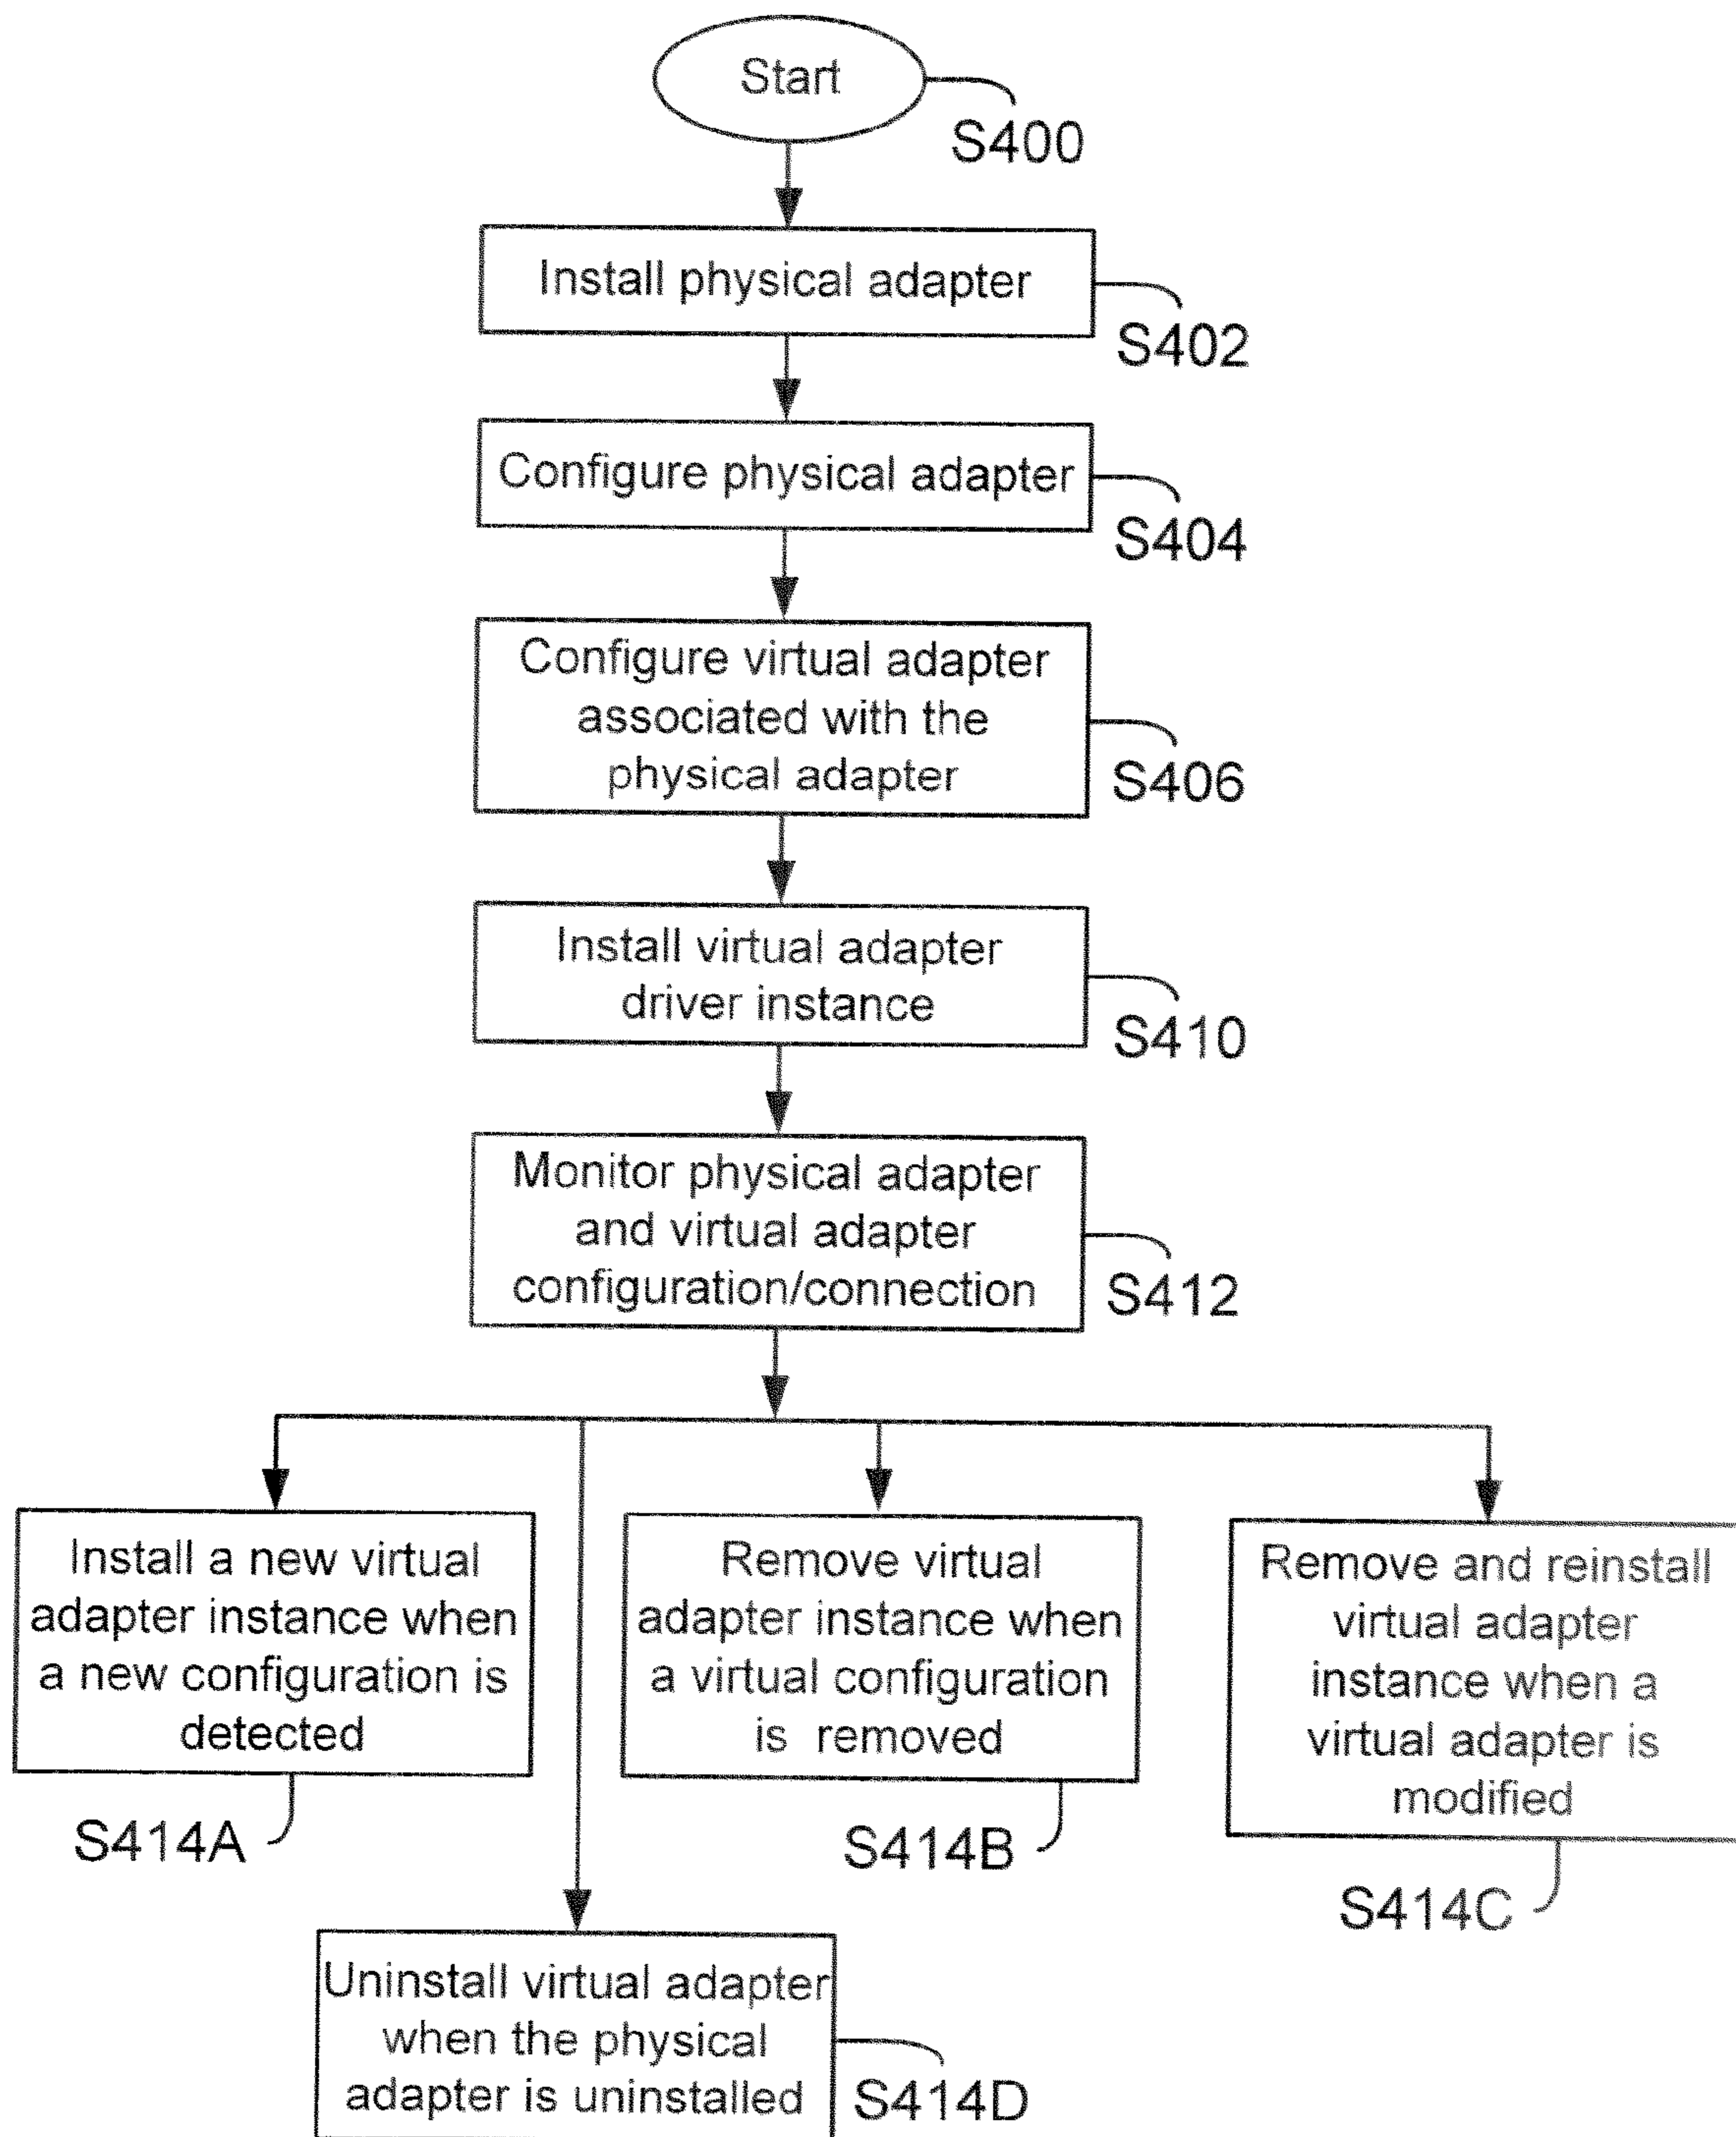 Start
S400
Install physical adapter
S402
Configure physical adapter
S404
Configure virtual adapter
associated with the
physical adapter
S406
Install virtual adapter
driver instance
S410
Monitor physical adapter
and virtual adapter
configuration/connection
S412
Install a new virtual
adapter instance when
a new configuration is
detected
S414A
Remove virtual
adapter instance when
a virtual configuration
is removed
S414B
Remove and reinstall
virtual adapter
instance when a
virtual adapter is
modified
S414C
Uninstall virtual adapter
when the physical
adapter is uninstalled
S414D